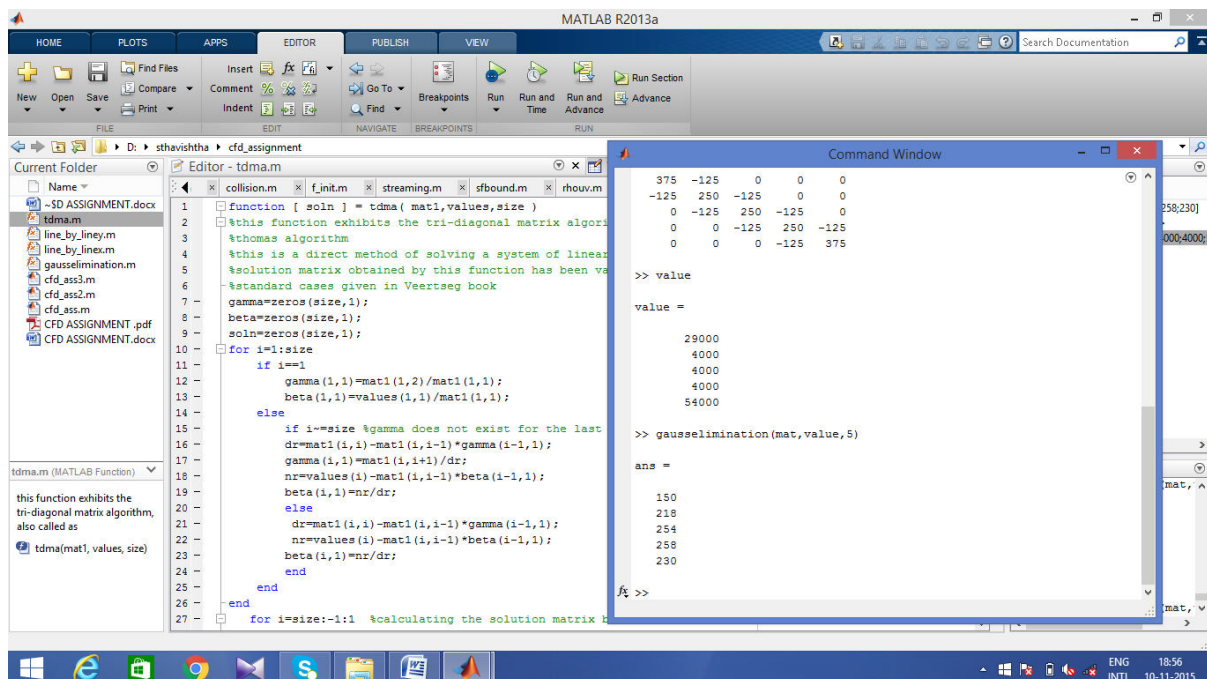 MATLAB R2013a
HOME PLOTS APPS EDITOR PUBLISH VIEW
Search Documentation
New Open Save
Find Files
Compare
Print
Insert fx
Comment %
Indent
Go To
Find
Breakpoints
Run
Run and Time
Run and Advance
Run Section
Advance
FILE EDIT NAVIGATE BREAKPOINTS RUN
D: sthavishtha cfd_assignment
Current Folder
Name
~$D ASSIGNMENT.docx
tdma.m
line_by_liney.m
line_by_linex.m
gausselimination.m
cfd_ass3.m
cfd_ass2.m
cfd_ass.m
CFD ASSIGNMENT .pdf
CFD ASSIGNMENT.docx
tdma.m (MATLAB Function)
this function exhibits the
tri-diagonal matrix algorithm,
also called as
tdma(mat1, values, size)
Editor - tdma.m
collision.m f_init.m streaming.m sfbound.m rhouv.m
1 function [ soln ] = tdma( mat1,values,size )
2 %this function exhibits the tri-diagonal matrix algori
3 %thomas algorithm
4 %this is a direct method of solving a system of linear
5 %solution matrix obtained by this function has been va
6 %standard cases given in Veertseg book
7 gamma=zeros(size,1);
8 beta=zeros(size,1);
9 soln=zeros(size,1);
10 for i=1:size
11 if i==1
12 gamma(1,1)=mat1(1,2)/mat1(1,1);
13 beta(1,1)=values(1,1)/mat1(1,1);
14 else
15 if i~=size %gamma does not exist for the last
16 dr=mat1(i,i)-mat1(i,i-1)*gamma(i-1,1);
17 gamma(i,1)=mat1(i,i+1)/dr;
18 nr=values(i)-mat1(i,i-1)*beta(i-1,1);
19 beta(i,1)=nr/dr;
20 else
21 dr=mat1(i,i)-mat1(i,i-1)*gamma(i-1,1);
22 nr=values(i)-mat1(i,i-1)*beta(i-1,1);
23 beta(i,1)=nr/dr;
24 end
25 end
26 end
27 for i=size:-1:1 %calculating the solution matrix b
Command Window
375 -125 0 0 0
-125 250 -125 0 0
0 -125 250 -125 0
0 0 -125 250 -125
0 0 0 -125 375
>> value
value =
29000
4000
4000
4000
54000
>> gausselimination(mat,value,5)
ans =
150
218
254
258
230
fx >>
258;230]
000;4000;
(mat,
(mat,
ENG
INTL
18:56
10-11-2015